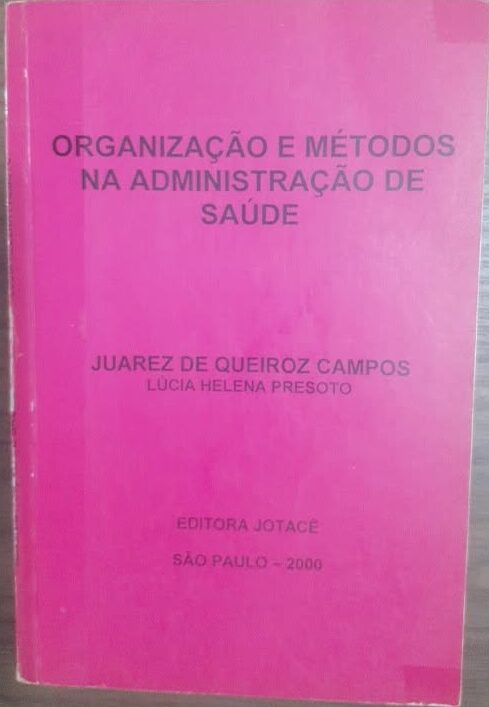 ORGANIZAÇÃO E MÉTODOS
NA ADMINISTRAÇÃO DE
SAÚDE
JUAREZ DE QUEIROZ CAMPOS
LÚCIA HELENA PRESOTO
EDITORA JOTACÊ
SÃO PAULO – 2000